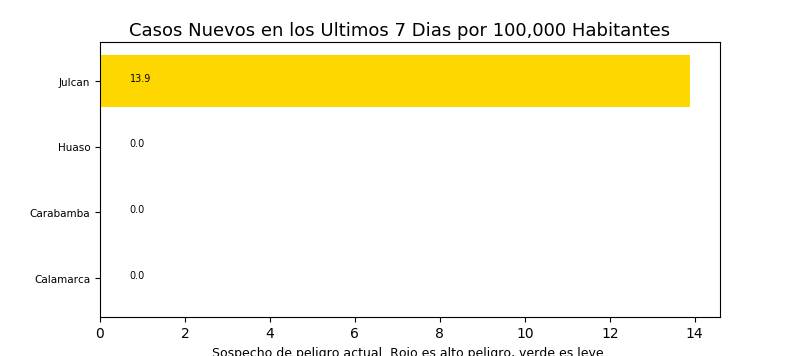 Casos Nuevos en los Ultimos 7 Dias por 100,000 Habitantes
Julcan 13.9
Huaso 0.0
Carabamba 0.0
Calamarca 0.0
0 2 4 6 8 10 12 14
Sospecho de peligro actual. Rojo es alto peligro, verde es leve